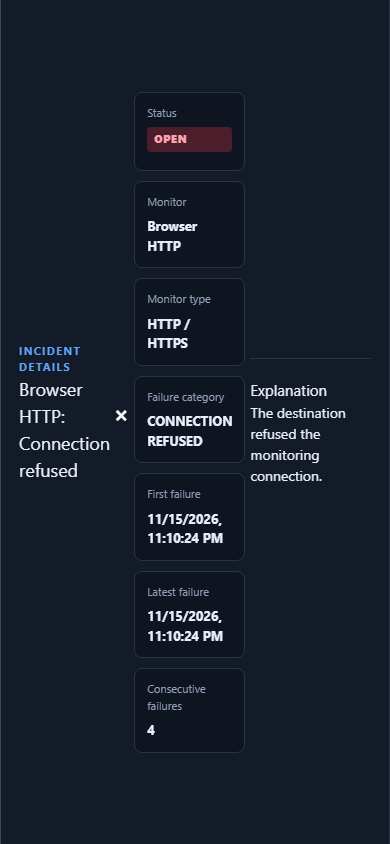 INCIDENT
DETAILS
Browser
HTTP:
Connection
refused
×
Status
OPEN
Monitor
Browser
HTTP
Monitor type
HTTP /
HTTPS
Failure category
CONNECTION
REFUSED
First failure
11/15/2026,
11:10:24 PM
Latest failure
11/15/2026,
11:10:24 PM
Consecutive
failures
4
Explanation
The destination
refused the
monitoring
connection.